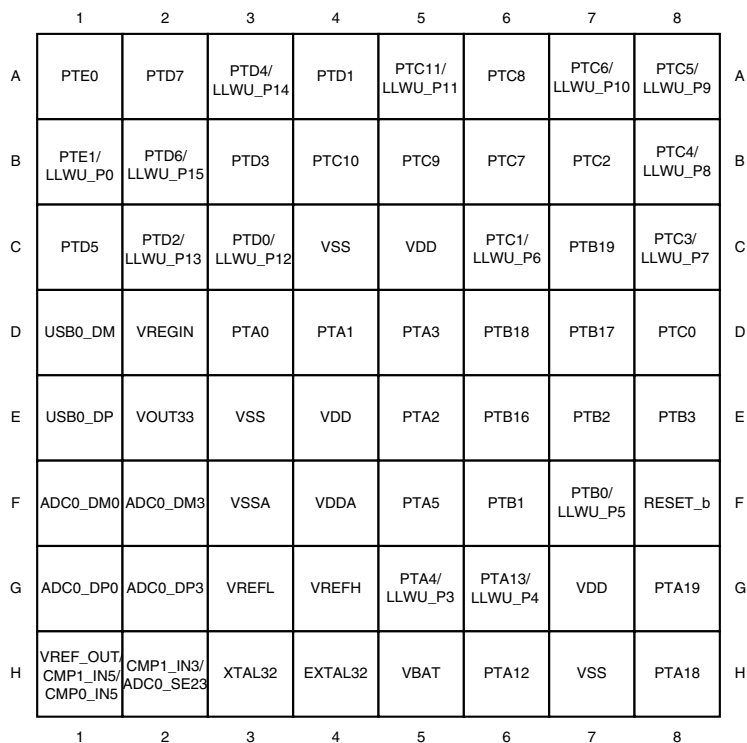 1 2 3 4 5 6 7 8
A PTE0 PTD7 PTD4/ LLWU_P14 PTD1 PTC11/ LLWU_P11 PTC8 PTC6/ LLWU_P10 PTC5/ LLWU_P9 A
B PTE1/ LLWU_P0 PTD6/ LLWU_P15 PTD3 PTC10 PTC9 PTC7 PTC2 PTC4/ LLWU_P8 B
C PTD5 PTD2/ LLWU_P13 PTD0/ LLWU_P12 VSS VDD PTC1/ LLWU_P6 PTB19 PTC3/ LLWU_P7 C
D USB0_DM VREGIN PTA0 PTA1 PTA3 PTB18 PTB17 PTC0 D
E USB0_DP VOUT33 VSS VDD PTA2 PTB16 PTB2 PTB3 E
F ADC0_DM0 ADC0_DM3 VSSA VDDA PTA5 PTB1 PTB0/ LLWU_P5 RESET_b F
G ADC0_DP0 ADC0_DP3 VREFL VREFH PTA4/ LLWU_P3 PTA13/ LLWU_P4 VDD PTA19 G
H VREF_OUT/ CMP1_IN5/ CMP0_IN5 CMP1_IN3/ ADC0_SE23 XTAL32 EXTAL32 VBAT PTA12 VSS PTA18 H
1 2 3 4 5 6 7 8